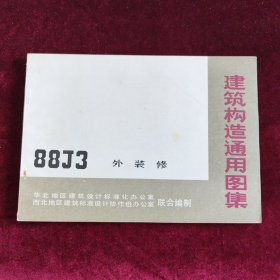 建筑构造通用图集
88J3 外装修
华北地区建筑设计标准化办公室
西北地区建筑标准设计协作组办公室 联合编制